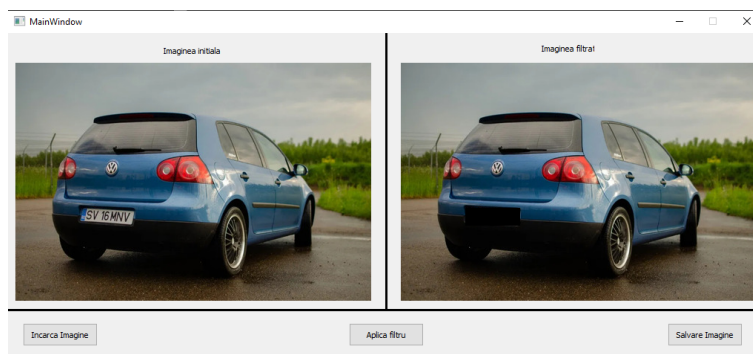 MainWindow
Imaginea initiala
Imaginea filtrat
SV 16 MNV
Incarca Imagine
Aplica filtru
Salvare Imagine